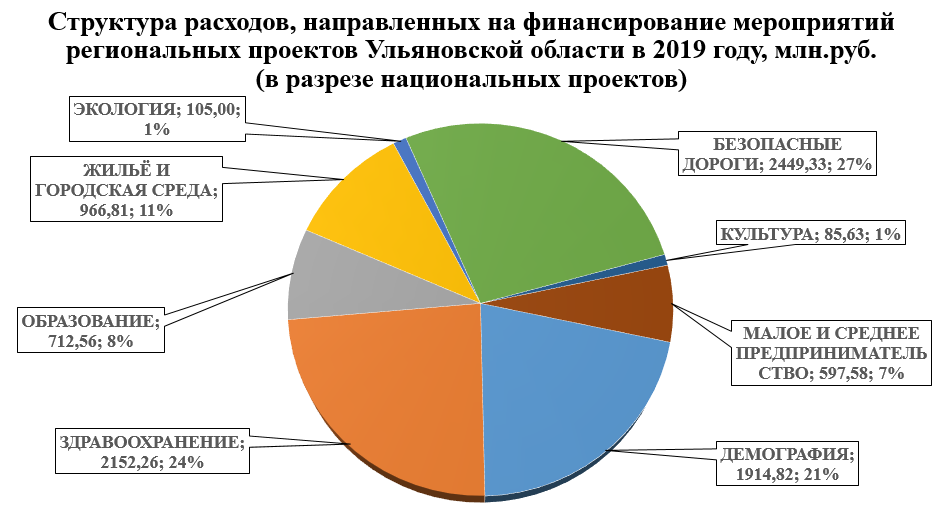 Структура расходов, направленных на финансирование мероприятий
региональных проектов Ульяновской области в 2019 году, млн.руб.
(в разрезе национальных проектов)
ЭКОЛОГИЯ; 105,00;
1%
БЕЗОПАСНЫЕ
ДОРОГИ; 2449,33; 27%
ЖИЛЬЁ И
ГОРОДСКАЯ СРЕДА;
966,81; 11%
КУЛЬТУРА; 85,63; 1%
ОБРАЗОВАНИЕ;
712,56; 8%
МАЛОЕ И СРЕДНЕЕ
ПРЕДПРИНИМАТЕЛЬ
СТВО; 597,58; 7%
ЗДРАВООХРАНЕНИЕ;
2152,26; 24%
ДЕМОГРАФИЯ;
1914,82; 21%